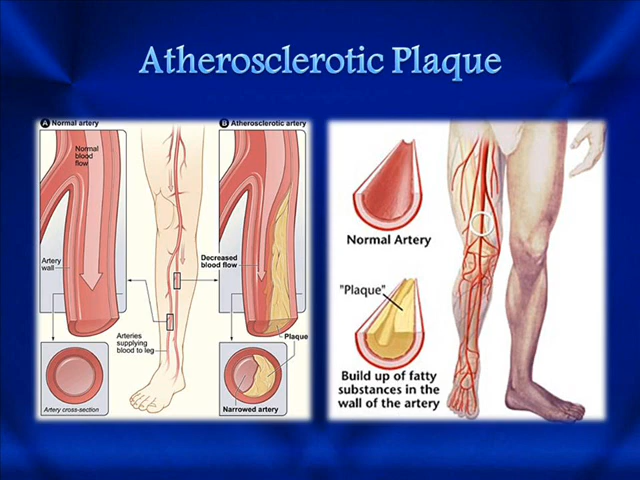 Atherosclerotic Plaque
A Normal artery
Normal
blood
flow
Artery
wall
Arteries
supplying
blood to leg
Artery cross-section
B Atherosclerotic artery
Decreased
blood flow
Plaque
Narrowed artery
Normal Artery
"Plaque"
Build up of fatty
substances in the
wall of the artery